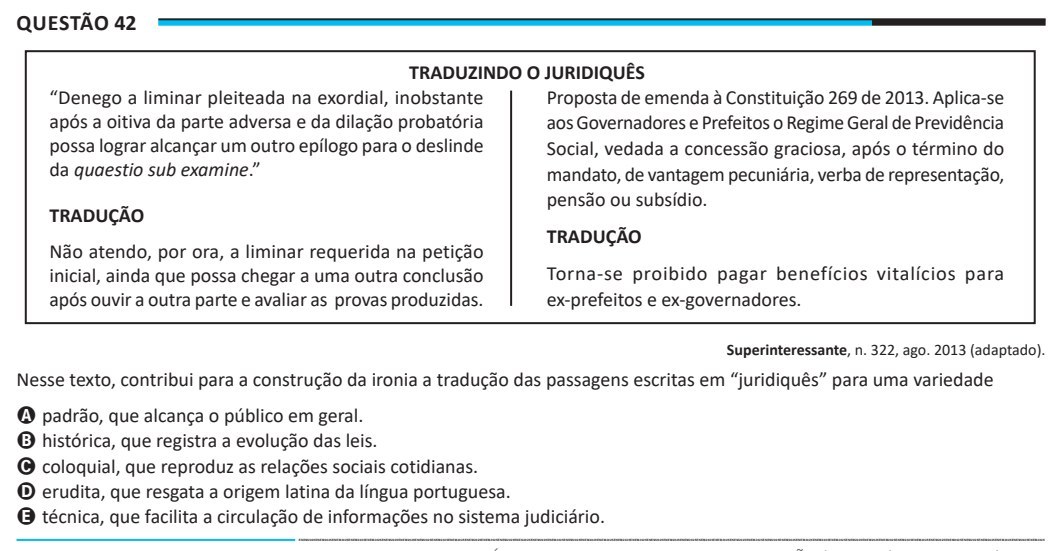 QUESTÃO 42
TRADUZINDO O JURIDIQUÊS
“Denego a liminar pleiteada na exordial, inobstante
após a oitiva da parte adversa e da dilação probatória
possa lograr alcançar um outro epílogo para o deslinde
da quaestio sub examine.”
TRADUÇÃO
Não atendo, por ora, a liminar requerida na petição
inicial, ainda que possa chegar a uma outra conclusão
após ouvir a outra parte e avaliar as provas produzidas.
Proposta de emenda à Constituição 269 de 2013. Aplica-se
aos Governadores e Prefeitos o Regime Geral de Previdência
Social, vedada a concessão graciosa, após o término do
mandato, de vantagem pecuniária, verba de representação,
pensão ou subsídio.
TRADUÇÃO
Torna-se proibido pagar benefícios vitalícios para
ex-prefeitos e ex-governadores.
Superinteressante, n. 322, ago. 2013 (adaptado).
Nesse texto, contribui para a construção da ironia a tradução das passagens escritas em “juridiquês” para uma variedade
A padrão, que alcança o público em geral.
B histórica, que registra a evolução das leis.
C coloquial, que reproduz as relações sociais cotidianas.
D erudita, que resgata a origem latina da língua portuguesa.
E técnica, que facilita a circulação de informações no sistema judiciário.